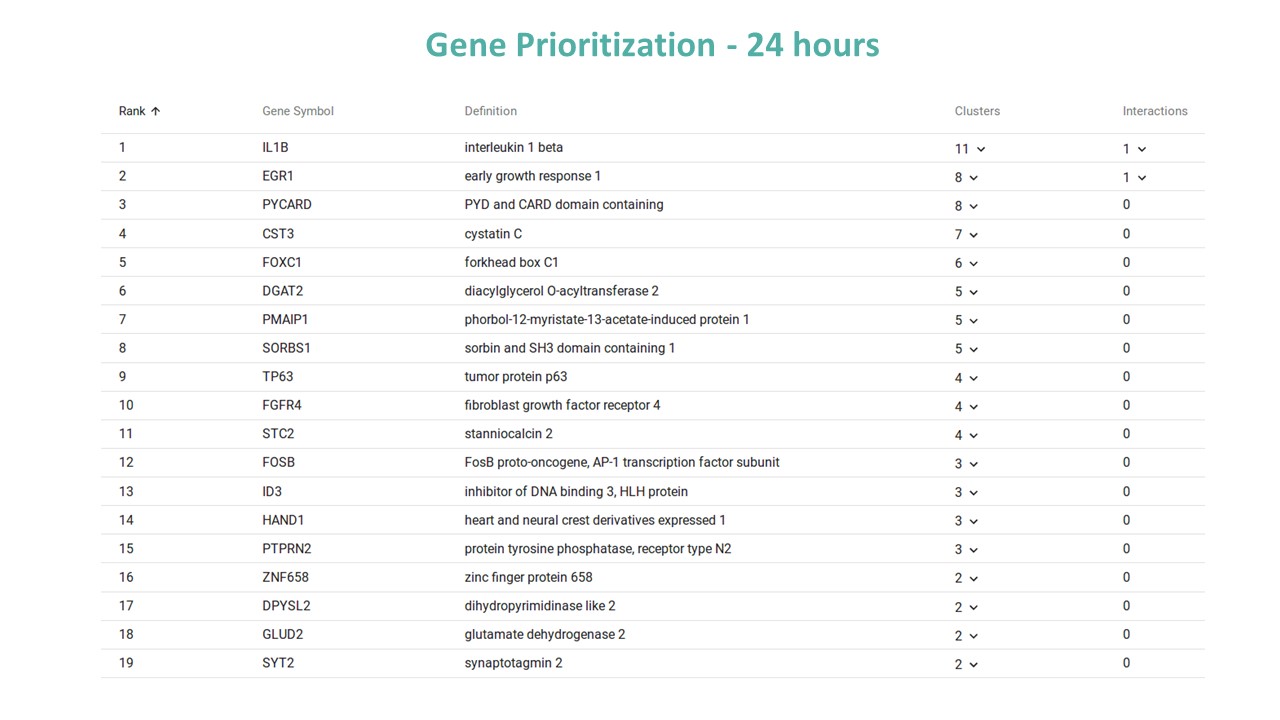 Gene Prioritization - 24 hours
Rank ↑ Gene Symbol Definition Clusters Interactions
1 IL1B interleukin 1 beta 11 1
2 EGR1 early growth response 1 8 1
3 PYCARD PYD and CARD domain containing 8 0
4 CST3 cystatin C 7 0
5 FOXC1 forkhead box C1 6 0
6 DGAT2 diacylglycerol O-acyltransferase 2 5 0
7 PMAIP1 phorbol-12-myristate-13-acetate-induced protein 1 5 0
8 SORBS1 sorbin and SH3 domain containing 1 5 0
9 TP63 tumor protein p63 4 0
10 FGFR4 fibroblast growth factor receptor 4 4 0
11 STC2 stanniocalcin 2 4 0
12 FOSB FosB proto-oncogene, AP-1 transcription factor subunit 3 0
13 ID3 inhibitor of DNA binding 3, HLH protein 3 0
14 HAND1 heart and neural crest derivatives expressed 1 3 0
15 PTPRN2 protein tyrosine phosphatase, receptor type N2 3 0
16 ZNF658 zinc finger protein 658 2 0
17 DPYSL2 dihydropyrimidinase like 2 2 0
18 GLUD2 glutamate dehydrogenase 2 2 0
19 SYT2 synaptotagmin 2 2 0